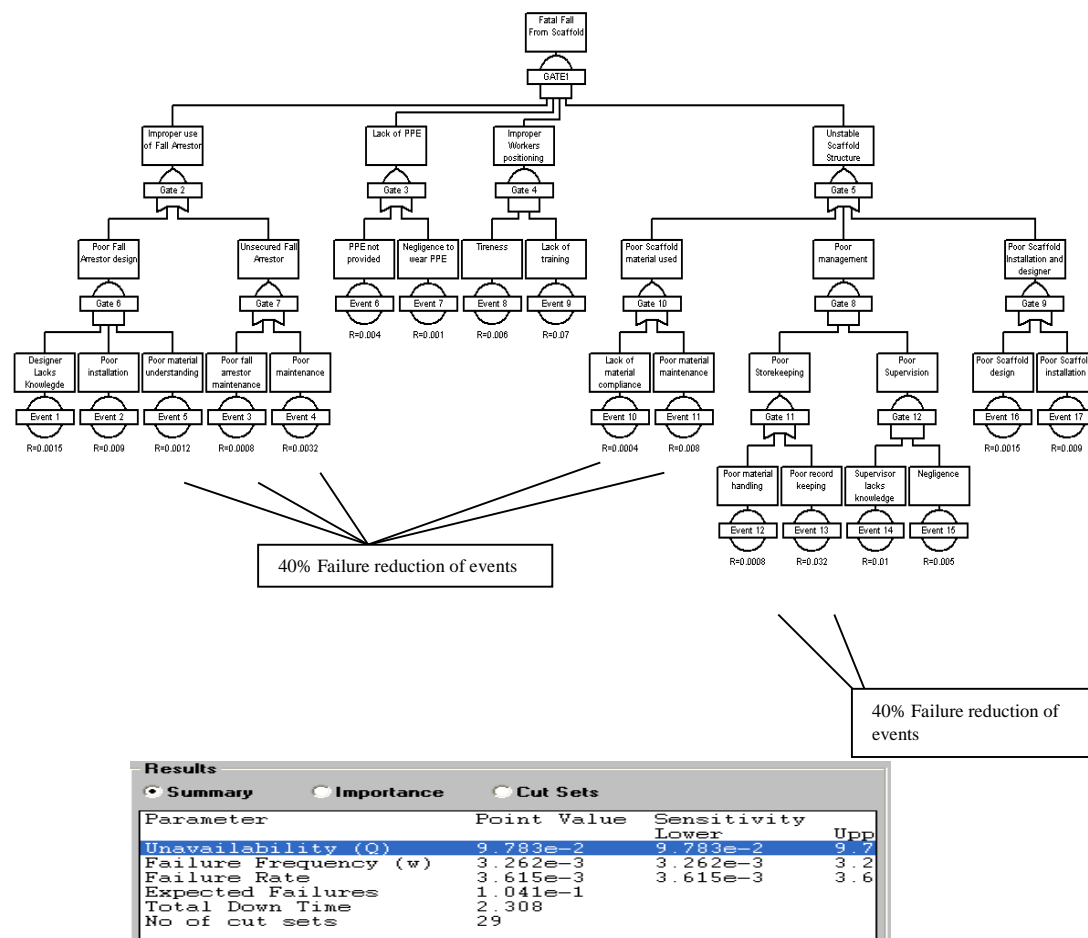 Fatal Fall
From Scaffold
GATE1
Improper use
of Fall Arrestor
Lack of PPE
Improper
Workers
positioning
Unstable
Scaffold
Structure
Gate 2
Gate 3
Gate 4
Gate 5
Poor Fall
Arrestor design
Unsecured Fall
Arrestor
PPE not
provided
Negligence to
wear PPE
Tireness
Lack of
training
Poor Scaffold
material used
Poor
management
Poor Scaffold
Installation and
designer
Gate 6
Gate 7
Event 6
Event 7
Event 8
Event 9
Gate 10
Gate 8
Gate 9
R=0.004
R=0.001
R=0.006
R=0.07
Designer
Lacks
Knowlegde
Poor
installation
Poor material
understanding
Poor fall
arrestor
maintenance
Poor
maintenance
Lack of
material
compliance
Poor material
maintenance
Poor
Storekeeping
Poor
Supervision
Poor Scaffold
design
Poor Scaffold
installation
Event 1
Event 2
Event 5
Event 3
Event 4
Event 10
Event 11
Gate 11
Gate 12
Event 16
Event 17
R=0.0015
R=0.009
R=0.0012
R=0.0008
R=0.0032
R=0.0004
R=0.008
R=0.0015
R=0.009
Poor material
handling
Poor record
keeping
Supervisor
lacks
knowledge
Negligence
Event 12
Event 13
Event 14
Event 15
R=0.0008
R=0.032
R=0.01
R=0.005
40% Failure reduction of events
40% Failure reduction of
events
Results
Summary Importance Cut Sets
Parameter Point Value Sensitivity
Lower Upp
Unavailability (Q) 9.783e-2 9.783e-2 9.7
Failure Frequency (w) 3.262e-3 3.262e-3 3.2
Failure Rate 3.615e-3 3.615e-3 3.6
Expected Failures 1.041e-1
Total Down Time 2.308
No of cut sets 29